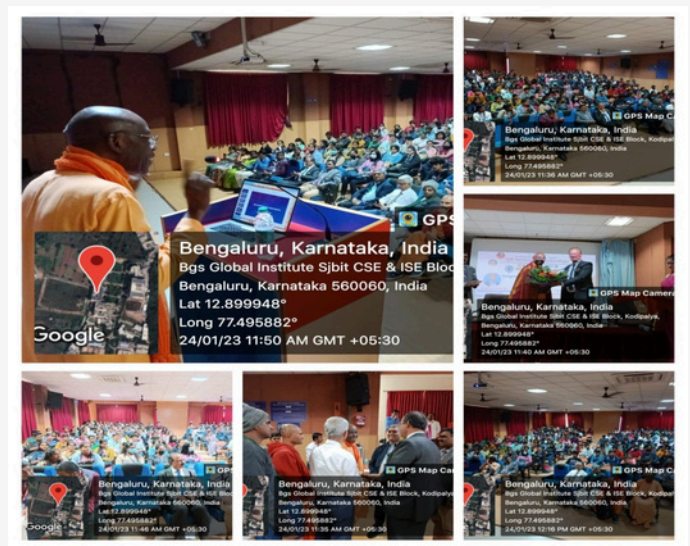 GPS
Google
Bengaluru, Karnataka, India
Bgs Global Institute Sjbit CSE & ISE Bloc
Bengaluru, Karnataka 560060, India
Lat 12.899948°
Long 77.495882°
24/01/23 11:50 AM GMT +05:30
GPS Map Ca
Bengaluru, Karnataka, India
Bgs Global Institute Sjbit CSE & ISE Block, Kodipal
Bengaluru, Karnataka 560060, India
Lat 12.899948°
Long 77.495882°
24/01/23 11:36 AM GMT +05:30
GPS Map Camera
Bengaluru, Karnataka, India
Bgs Global Institute Sjbit CSE & ISE Block, Kodipalya,
Bengaluru, Karnataka 560060, India
Lat 12.899948°
Long 77.495882°
24/01/23 11:40 AM GMT +05:30
GPS
Google
Bengaluru, Karnataka, India
Bgs Global Institute Sjbit CSE & ISE Bloc
Bengaluru, Karnataka 560060, India
Lat 12.899948°
Long 77.495882°
24/01/23 11:46 AM GMT +05:30
GPS Map Ca
Bengaluru, Karnataka, India
Bgs Global Institute Sjbit CSE & ISE Block, Kodipalya
Bengaluru, Karnataka 560060, India
Lat 12.899948°
Long 77.495882°
24/01/23 11:35 AM GMT +05:30
GPS Map Ca
Bengaluru, Karnataka, India
Bgs Global Institute Sjbit CSE & ISE Block, Kodipaly
Bengaluru, Karnataka 560060, India
Lat 12.899948°
Long 77.495882°
24/01/23 12:16 PM GMT +05:30